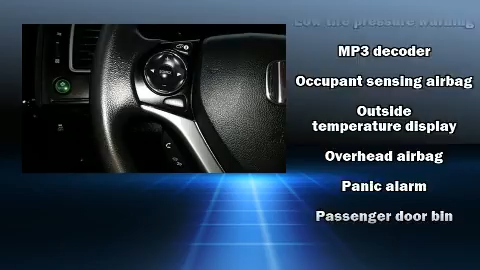 Low tire pressure warning
MP3 decoder
Occupant sensing airbag
Outside
temperature display
Overhead airbag
Panic alarm
Passenger door bin